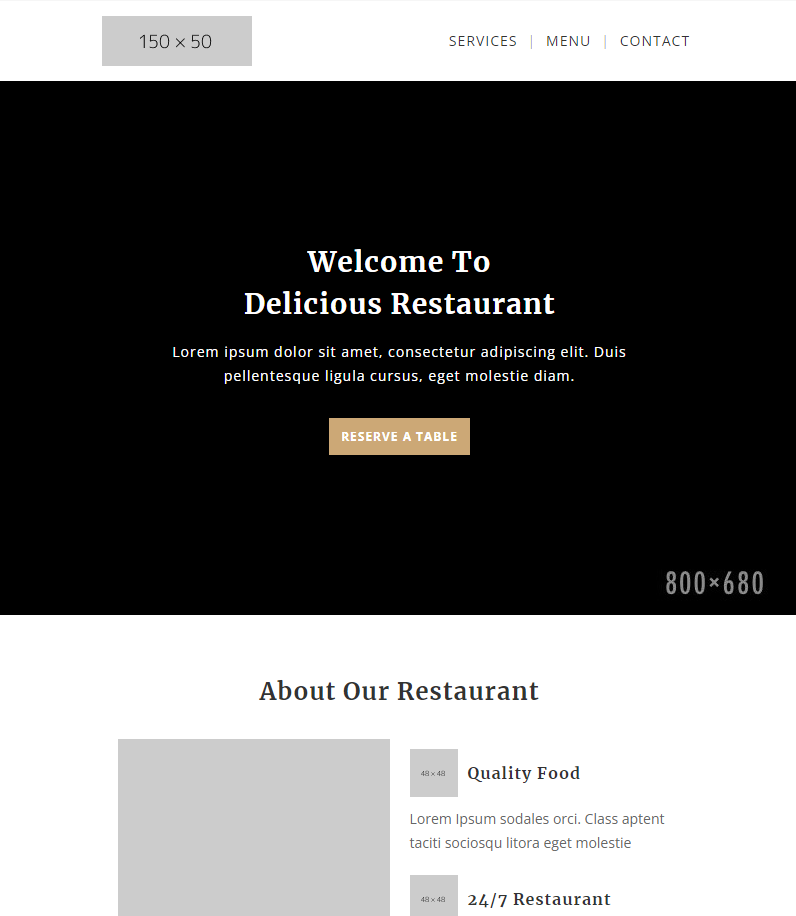 150 × 50
SERVICES | MENU | CONTACT
Welcome To
Delicious Restaurant
Lorem ipsum dolor sit amet, consectetur adipiscing elit. Duis
pellentesque ligula cursus, eget molestie diam.
RESERVE A TABLE
800×680
About Our Restaurant
48 × 48
Quality Food
Lorem Ipsum sodales orci. Class aptent
taciti sociosqu litora eget molestie
48 × 48
24/7 Restaurant